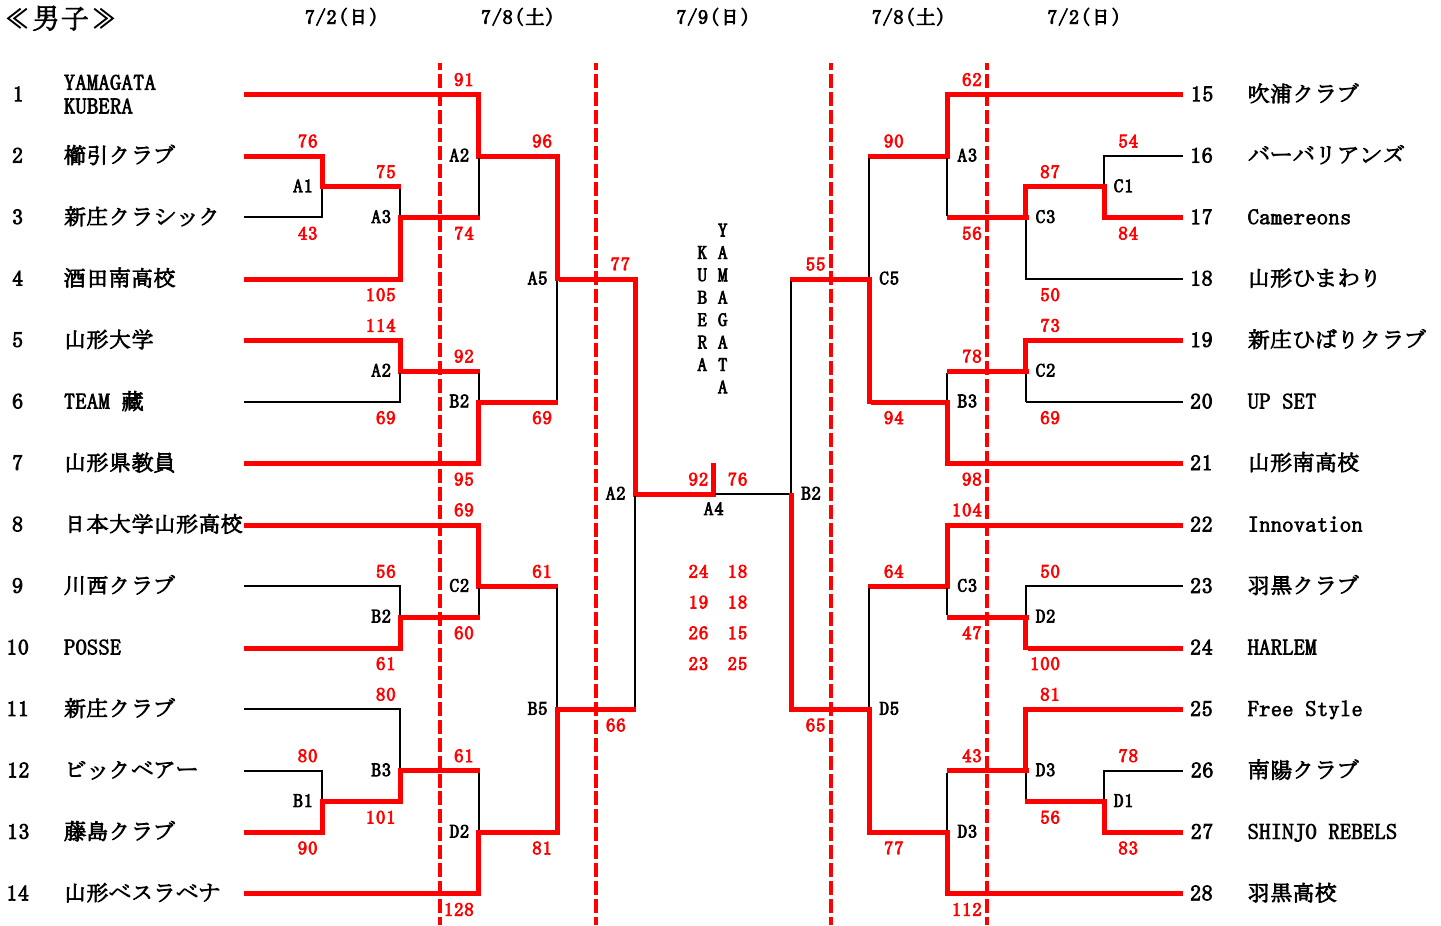 ≪男子≫ 7/2(日) 7/8(土) 7/9(日) 7/8(土) 7/2(日)
91 62
1 YAMAGATA KUBERA 15 吹浦クラブ
76 96 90 54
2 櫛引クラブ A2 A3 16 バーバリアンズ
75 87
A1 C1
3 新庄クラシック A3 C3 17 Camereons
43 74 56 84
YAMAGATA
KUBERA
77 55
4 酒田南高校 A5 C5 18 山形ひまわり
105 50
114 73
5 山形大学 19 新庄ひばりクラブ
92 78
A2 C2
6 TEAM 蔵 B2 B3 20 UP SET
69 69 94 69
7 山形県教員 21 山形南高校
95 92 76 98
A2 B2
A4
69 104
8 日本大学山形高校 22 Innovation
56 61 24 18 64 50
9 川西クラブ C2 C3 23 羽黒クラブ
19 18
B2 D2
60 26 15 47
10 POSSE 24 HARLEM
61 23 25 100
80 81
11 新庄クラブ B5 D5 25 Free Style
66 65
80 61 43 78
12 ビックベアー B3 D3 26 南陽クラブ
B1 D1
101 56
13 藤島クラブ D2 D3 27 SHINJO REBELS
90 81 77 83
14 山形ベスラベナ 28 羽黒高校
128 112